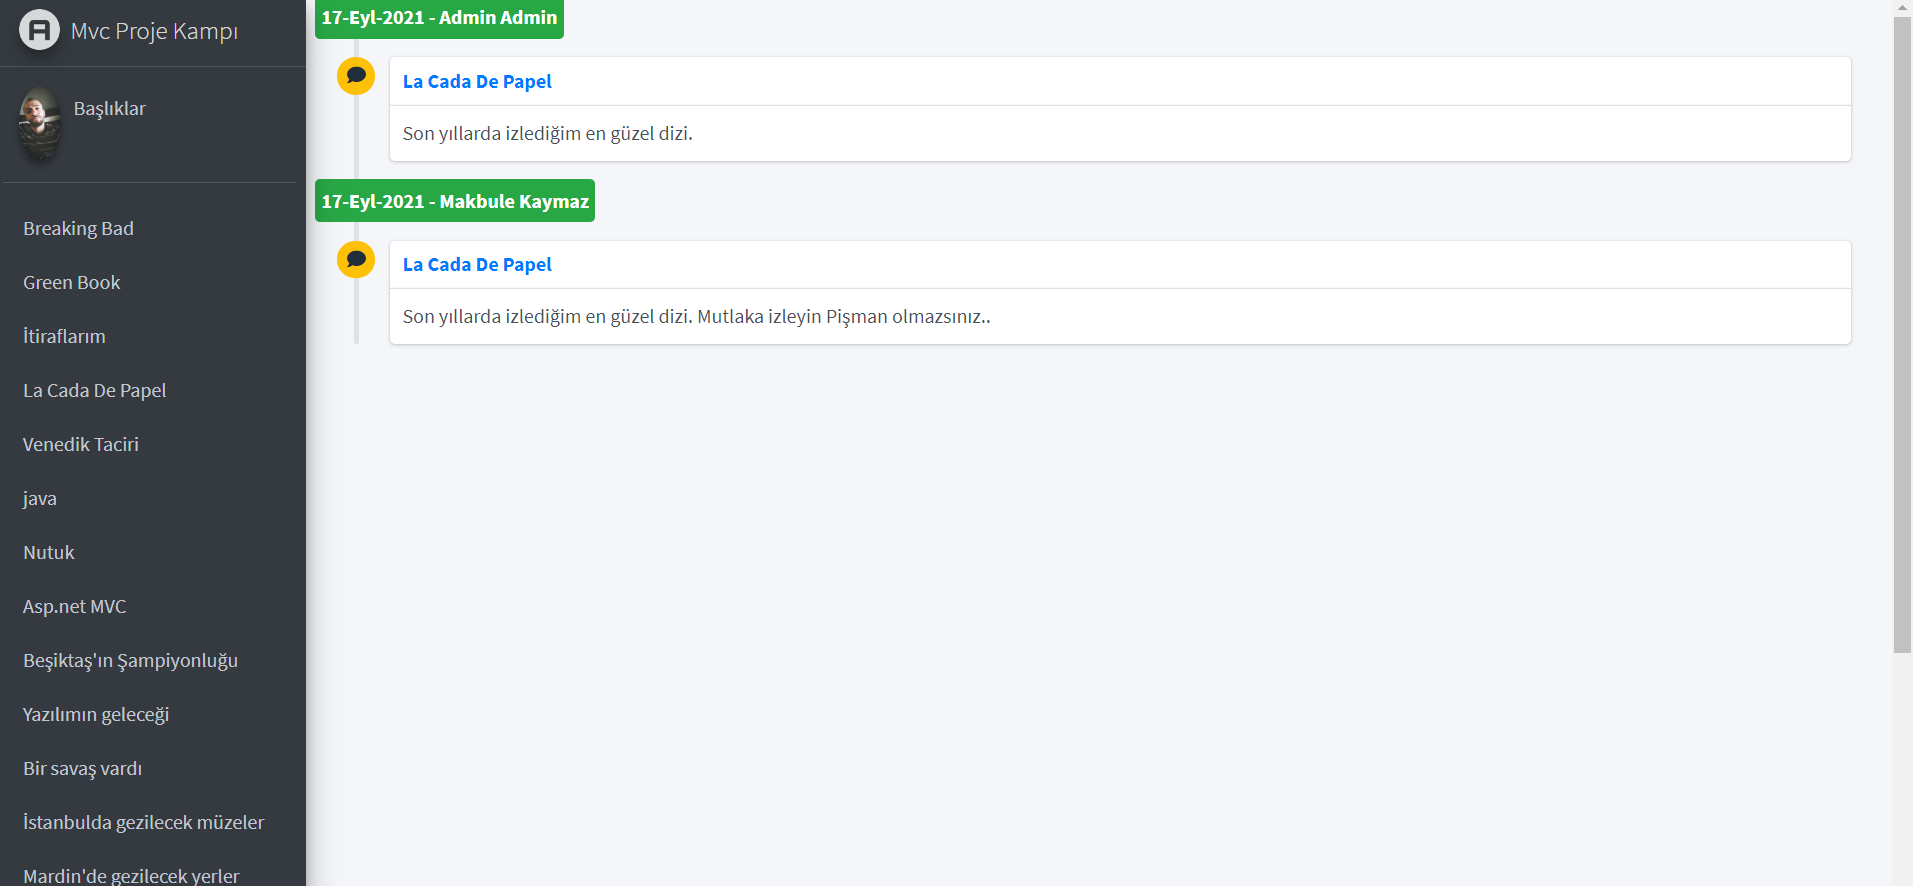 Mvc Proje Kampı
Başlıklar
Breaking Bad
Green Book
İtiraflarım
La Cada De Papel
Venedik Taciri
java
Nutuk
Asp.net MVC
Beşiktaş'ın Şampiyonluğu
Yazılımın geleceği
Bir savaş vardı
İstanbulda gezilecek müzeler
Mardin'de gezilecek yerler
17-Eyl-2021 - Admin Admin
La Cada De Papel
Son yıllarda izlediğim en güzel dizi.
17-Eyl-2021 - Makbule Kaymaz
La Cada De Papel
Son yıllarda izlediğim en güzel dizi. Mutlaka izleyin Pişman olmazsınız..